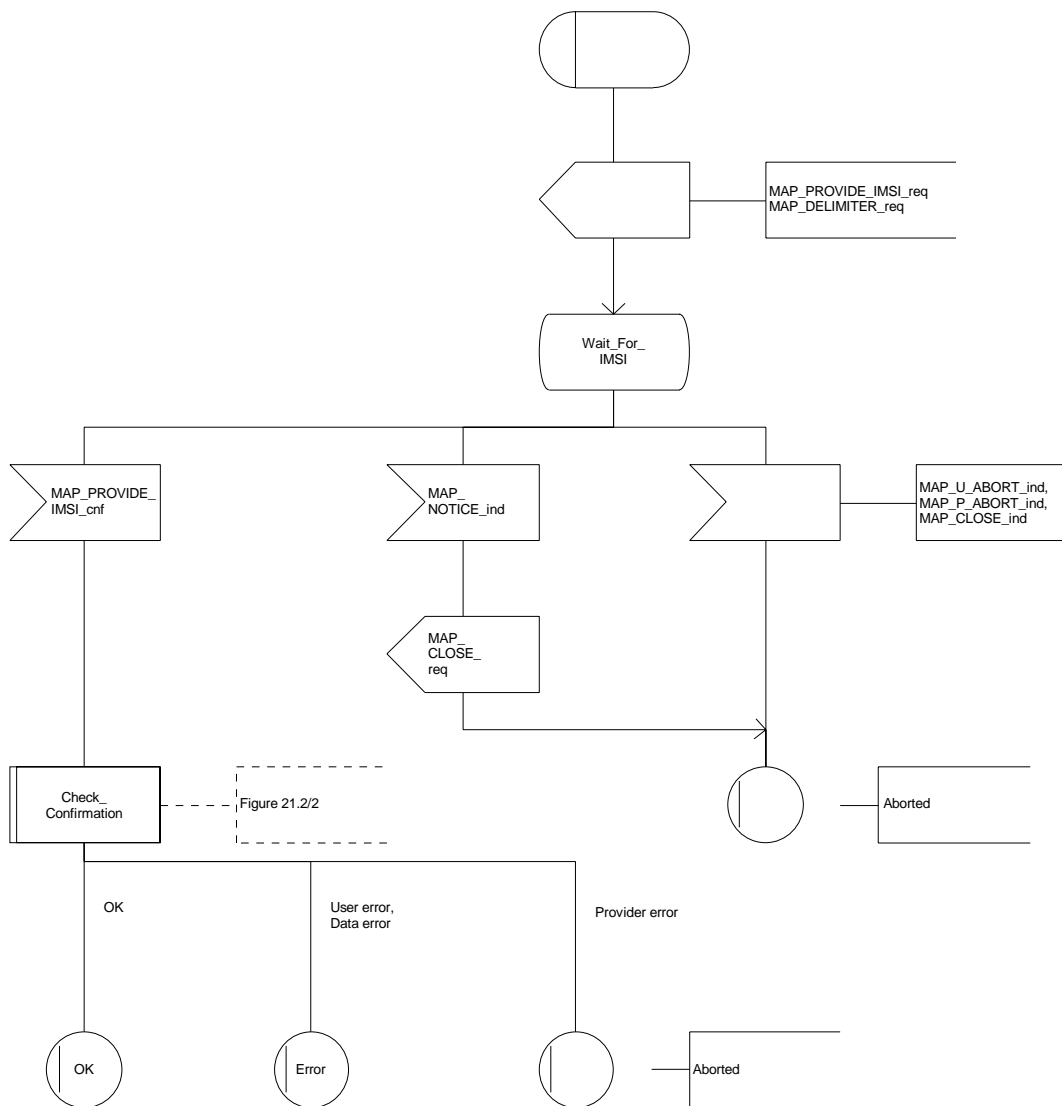 MAP_PROVIDE_IMSI_req
MAP_DELIMITER_req
Wait_For_
IMSI
MAP_PROVIDE_
IMSI_cnf
MAP_
NOTICE_ind
MAP_U_ABORT_ind,
MAP_P_ABORT_ind,
MAP_CLOSE_ind
MAP_
CLOSE_
req
Check_
Confirmation
Figure 21.2/2
Aborted
OK
User error,
Data error
Provider error
OK
Error
Aborted